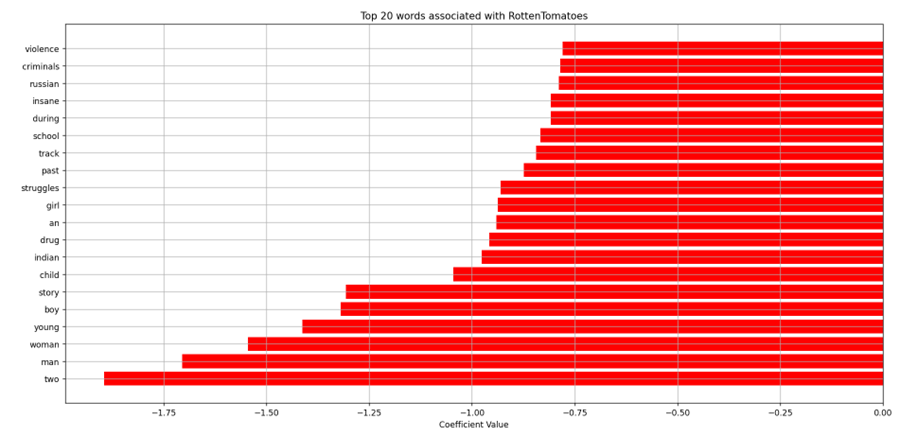 Top 20 words associated with RottenTomatoes
violence
criminals
russian
insane
during
school
track
past
struggles
girl
an
drug
indian
child
story
boy
young
woman
man
two
−1.75 −1.50 −1.25 −1.00 −0.75 −0.50 −0.25 0.00
Coefficient Value